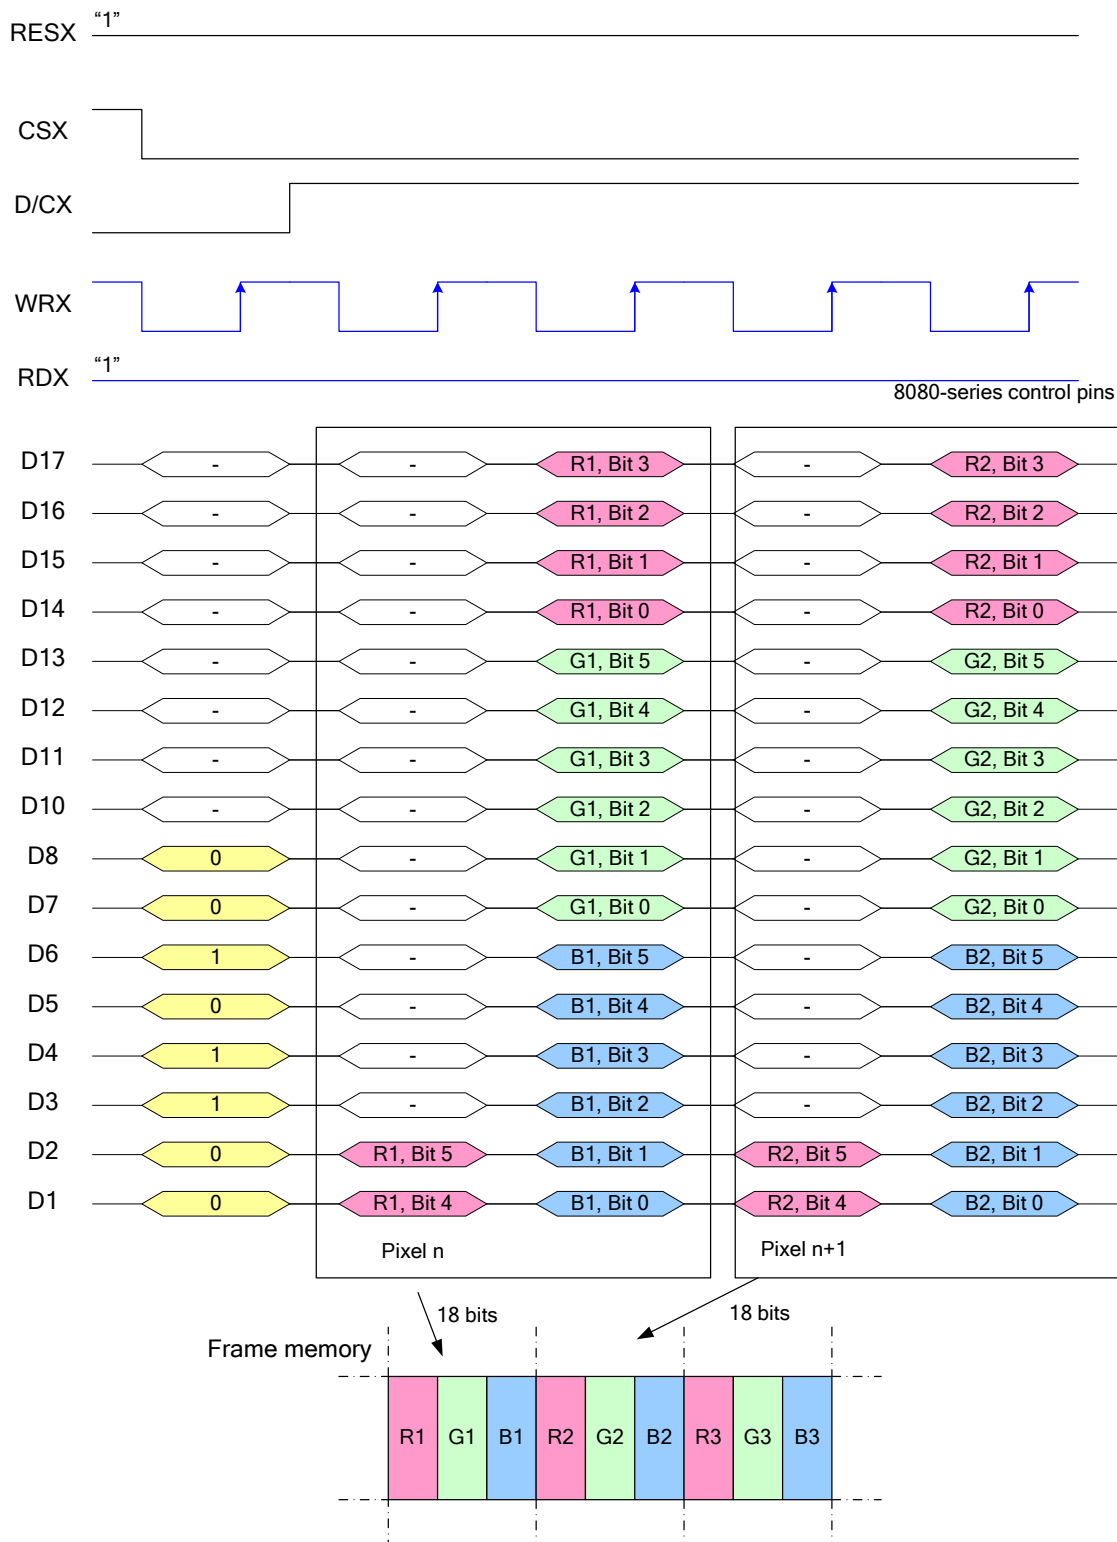 RESX “1”
CSX
D/CX
WRX
RDX “1”
8080-series control pins
D17 - - R1, Bit 3 - R2, Bit 3
D16 - - R1, Bit 2 - R2, Bit 2
D15 - - R1, Bit 1 - R2, Bit 1
D14 - - R1, Bit 0 - R2, Bit 0
D13 - - G1, Bit 5 - G2, Bit 5
D12 - - G1, Bit 4 - G2, Bit 4
D11 - - G1, Bit 3 - G2, Bit 3
D10 - - G1, Bit 2 - G2, Bit 2
D8 0 - G1, Bit 1 - G2, Bit 1
D7 0 - G1, Bit 0 - G2, Bit 0
D6 1 - B1, Bit 5 - B2, Bit 5
D5 0 - B1, Bit 4 - B2, Bit 4
D4 1 - B1, Bit 3 - B2, Bit 3
D3 1 - B1, Bit 2 - B2, Bit 2
D2 0 R1, Bit 5 B1, Bit 1 R2, Bit 5 B2, Bit 1
D1 0 R1, Bit 4 B1, Bit 0 R2, Bit 4 B2, Bit 0
Pixel n Pixel n+1
18 bits 18 bits
Frame memory
R1 G1 B1 R2 G2 B2 R3 G3 B3